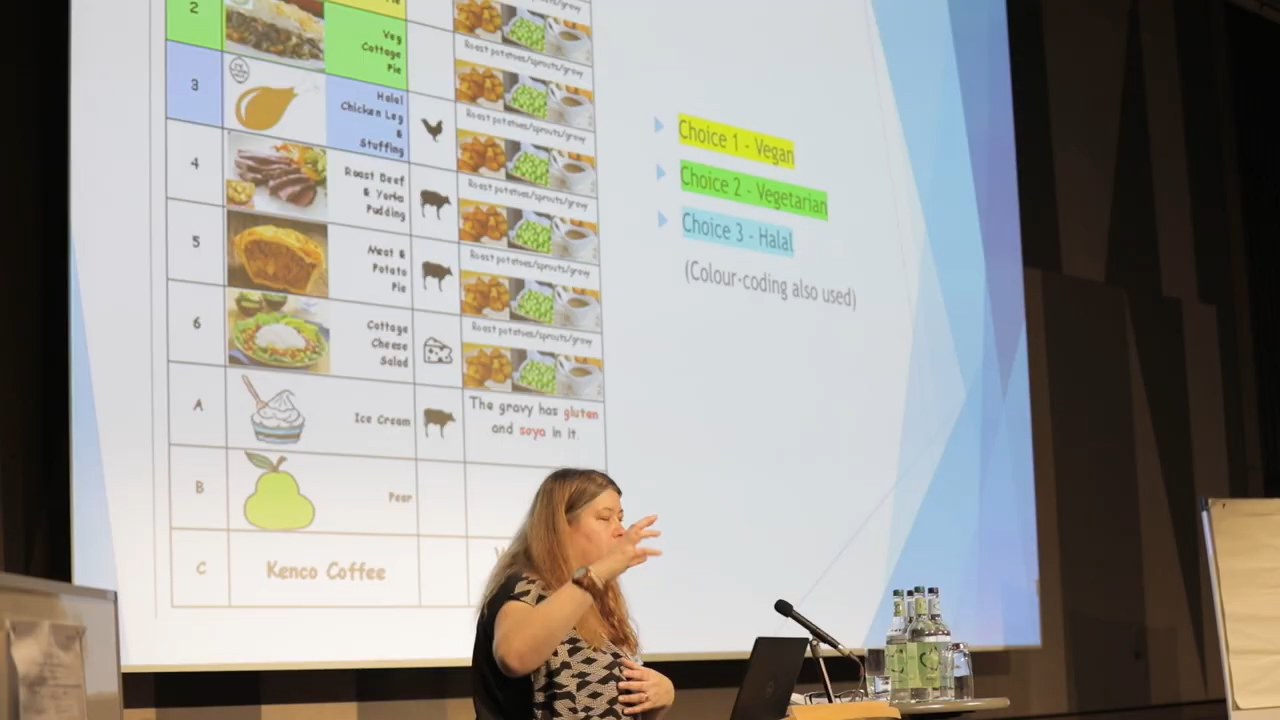 2
Pie
Veg
Cottage
Pie
Roast potatoes/sprouts/gravy
3
Halal
Chicken Leg
&
Stuffing
Roast potatoes/sprouts/gravy
4
Roast Beef
& Yorks
Pudding
Roast potatoes/sprouts/gravy
5
Meat &
Potato
Pie
Roast potatoes/sprouts/gravy
6
Cottage
Cheese
Salad
Roast potatoes/sprouts/gravy
A
Ice Cream
The gravy has gluten
and soya in it.
B
Pear
C
Kenco Coffee
Choice 1 - Vegan
Choice 2 - Vegetarian
Choice 3 - Halal
(Colour-coding also used)